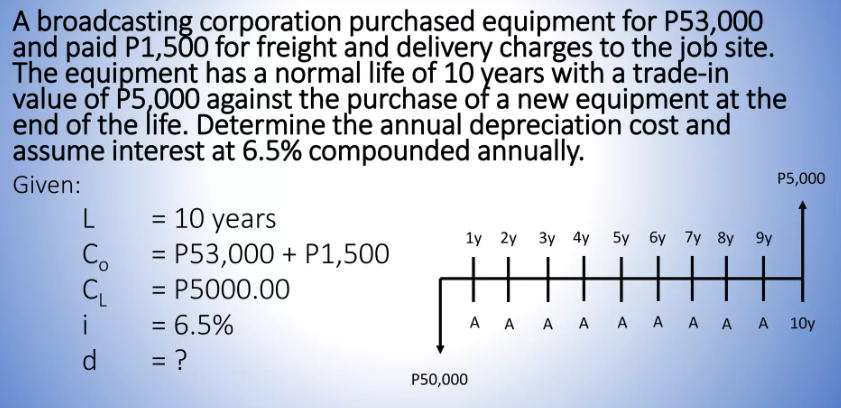 A broadcasting corporation purchased equipment for P53,000
and paid P1,500 for freight and delivery charges to the job site.
The equipment has a normal life of 10 years with a trade-in
value of P5,000 against the purchase of a new equipment at the
end of the life. Determine the annual depreciation cost and
assume interest at 6.5% compounded annually.
Given:
L = 10 years
Co = P53,000 + P1,500
CL = P5000.00
i = 6.5%
d = ?
P5,000
1y 2y 3y 4y 5y 6y 7y 8y 9y
A A A A A A A A A 10y
P50,000